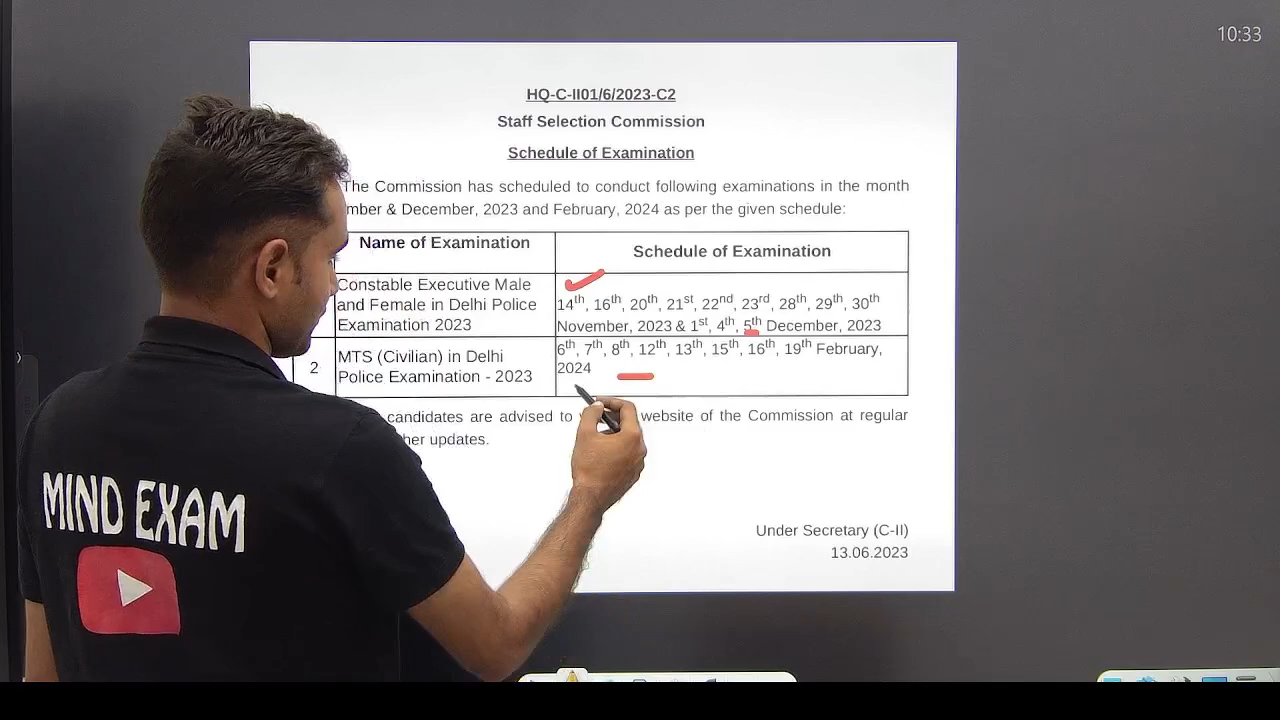 10:33
HQ-C-II01/6/2023-C2
Staff Selection Commission
Schedule of Examination
The Commission has scheduled to conduct following examinations in the month
mber & December, 2023 and February, 2024 as per the given schedule:
Name of Examination
Schedule of Examination
Constable Executive Male
and Female in Delhi Police
Examination 2023
14th, 16th, 20th, 21st, 22nd, 23rd, 28th, 29th, 30th
November, 2023 & 1st, 4th, 5th December, 2023
2
MTS (Civilian) in Delhi
Police Examination - 2023
6th, 7th, 8th, 12th, 13th, 15th, 16th, 19th February,
2024
candidates are advised to website of the Commission at regular
her updates.
Under Secretary (C-II)
13.06.2023
MIND EXAM